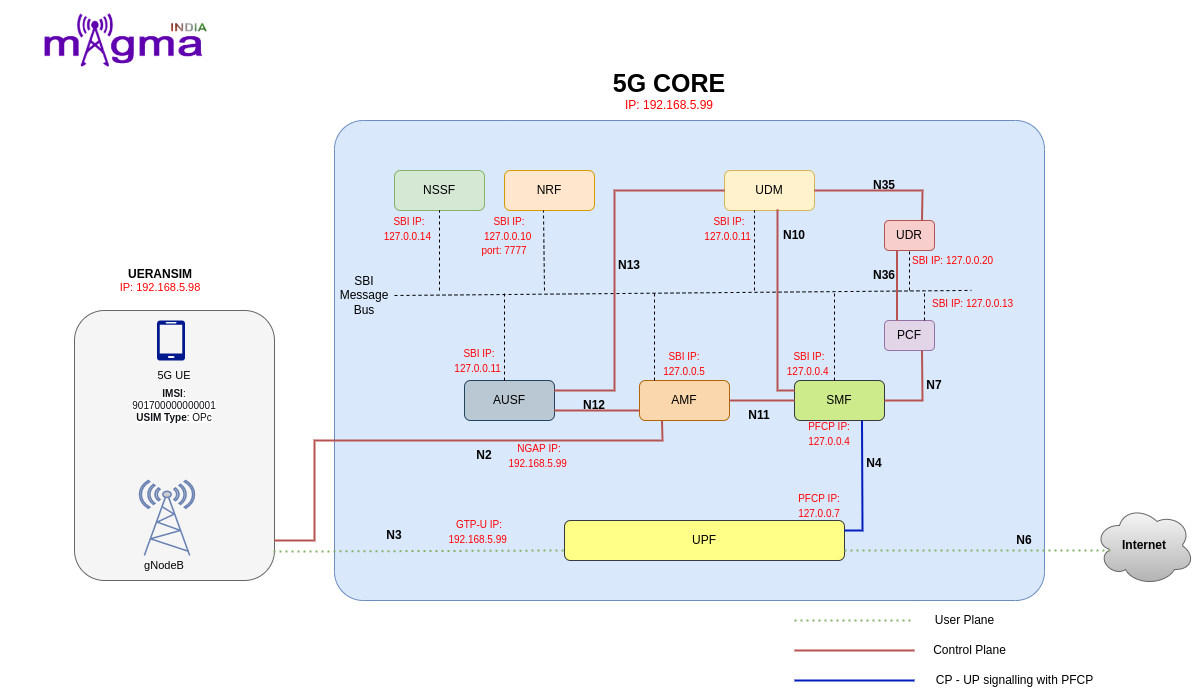 INDIA
magma
5G CORE
IP: 192.168.5.99
NSSF
NRF
UDM
N35
SBI IP:
127.0.0.14
SBI IP:
127.0.0.10
port: 7777
SBI IP:
127.0.0.11
N10
UDR
SBI IP: 127.0.0.20
N13
N36
UERANSIM
IP: 192.168.5.98
SBI
Message
Bus
SBI IP: 127.0.0.13
PCF
5G UE
IMSI:
901700000000001
USIM Type: OPc
SBI IP:
127.0.0.11
SBI IP:
127.0.0.5
SBI IP:
127.0.0.4
N7
AUSF
N12
AMF
N11
SMF
PFCP IP:
127.0.0.4
N2
NGAP IP:
192.168.5.99
N4
PFCP IP:
127.0.0.7
N3
GTP-U IP:
192.168.5.99
UPF
N6
Internet
gNodeB
User Plane
Control Plane
CP - UP signalling with PFCP